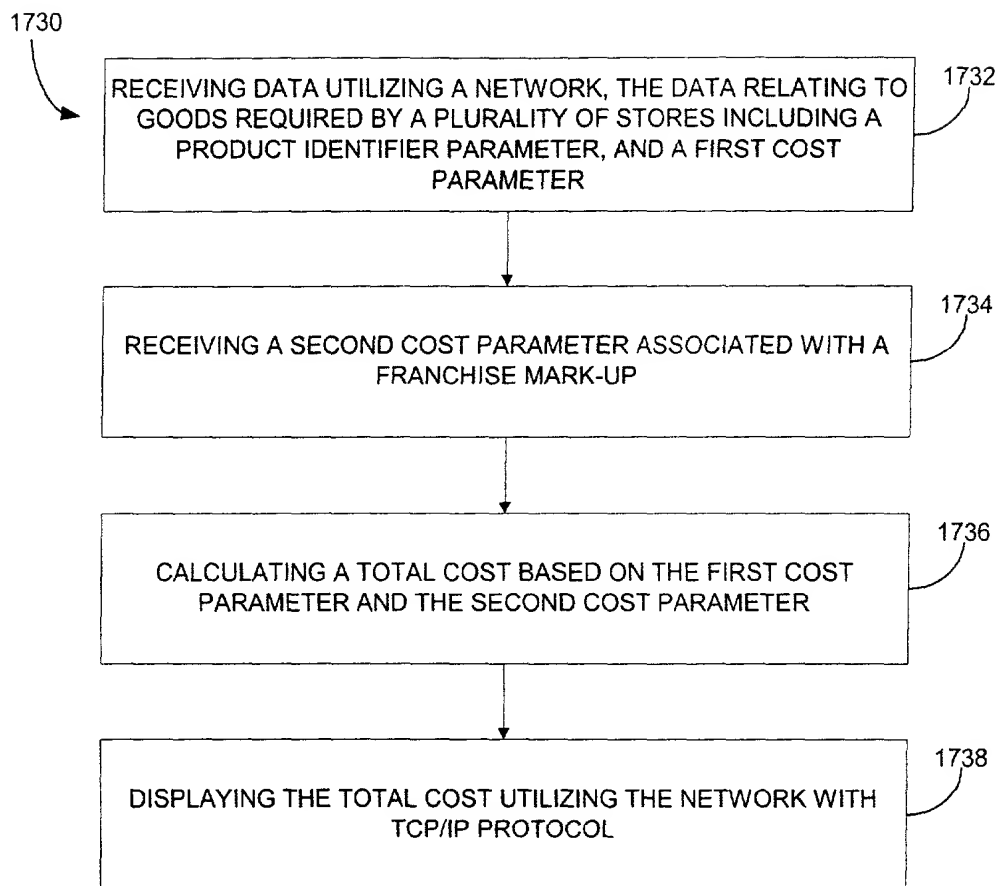 1730
RECEIVING DATA UTILIZING A NETWORK, THE DATA RELATING TO
GOODS REQUIRED BY A PLURALITY OF STORES INCLUDING A
PRODUCT IDENTIFIER PARAMETER, AND A FIRST COST
PARAMETER
1732
RECEIVING A SECOND COST PARAMETER ASSOCIATED WITH A
FRANCHISE MARK-UP
1734
CALCULATING A TOTAL COST BASED ON THE FIRST COST
PARAMETER AND THE SECOND COST PARAMETER
1736
DISPLAYING THE TOTAL COST UTILIZING THE NETWORK WITH
TCP/IP PROTOCOL
1738